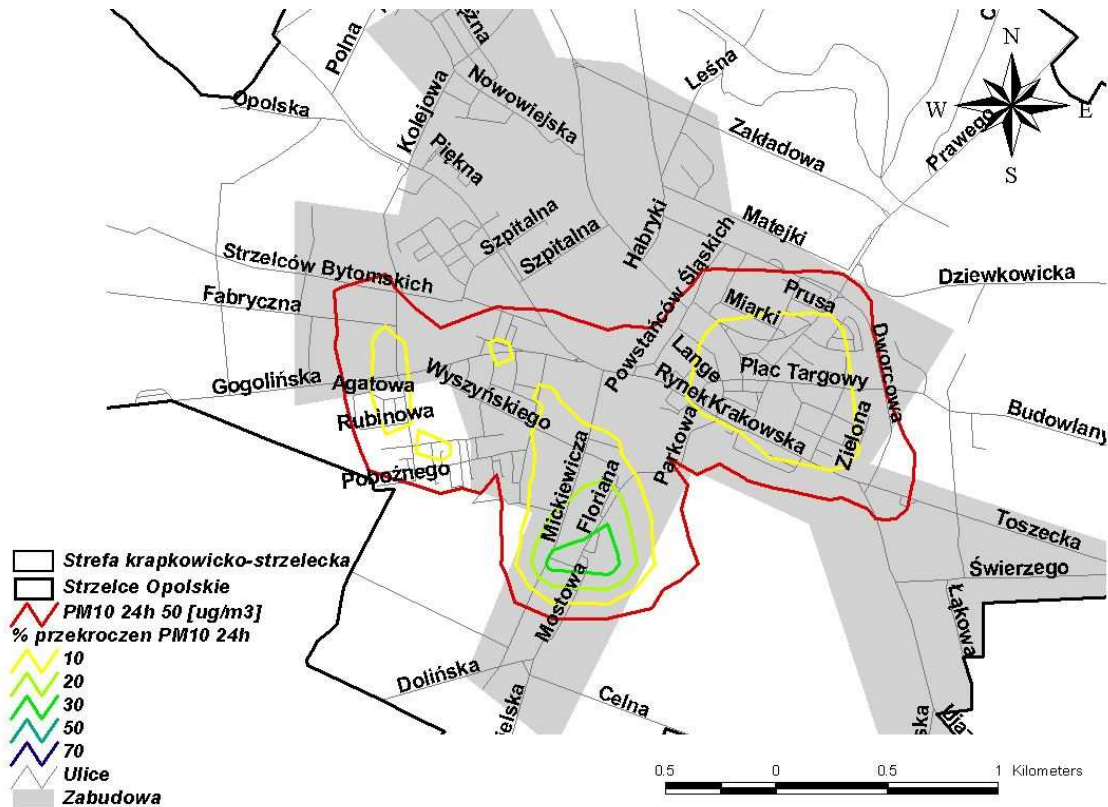 N
W
E
S
Polna
Leśna
Opolska
Kolejowa
Nowowiejska
Zakładowa
Prawego
Piękna
Szpitalna
Szpitalna
Habryki
Matejki
Powstańców Śląskich
Strzelców Bytomskich
Dziewkowicka
Fabryczna
Prusa
Miarki
Dworcowa
Lange
Plac Targowy
Gogolińska
Agatowa
Wyszyńskiego
Rynek
Krakowska
Rubinowa
Zielona
Budowlany
Parkowa
Pobożnego
Mickiewicza
Floriana
Toszecka
Świerzego
Mostowa
Łąkowa
Dolińska
Celna
Strefa krapkowicko-strzelecka
Strzelce Opolskie
PM10 24h 50 [ug/m3]
% przekroczen PM10 24h
10
20
30
50
70
Ulice
Zabudowa
0.5 0 0.5 1 Kilometers